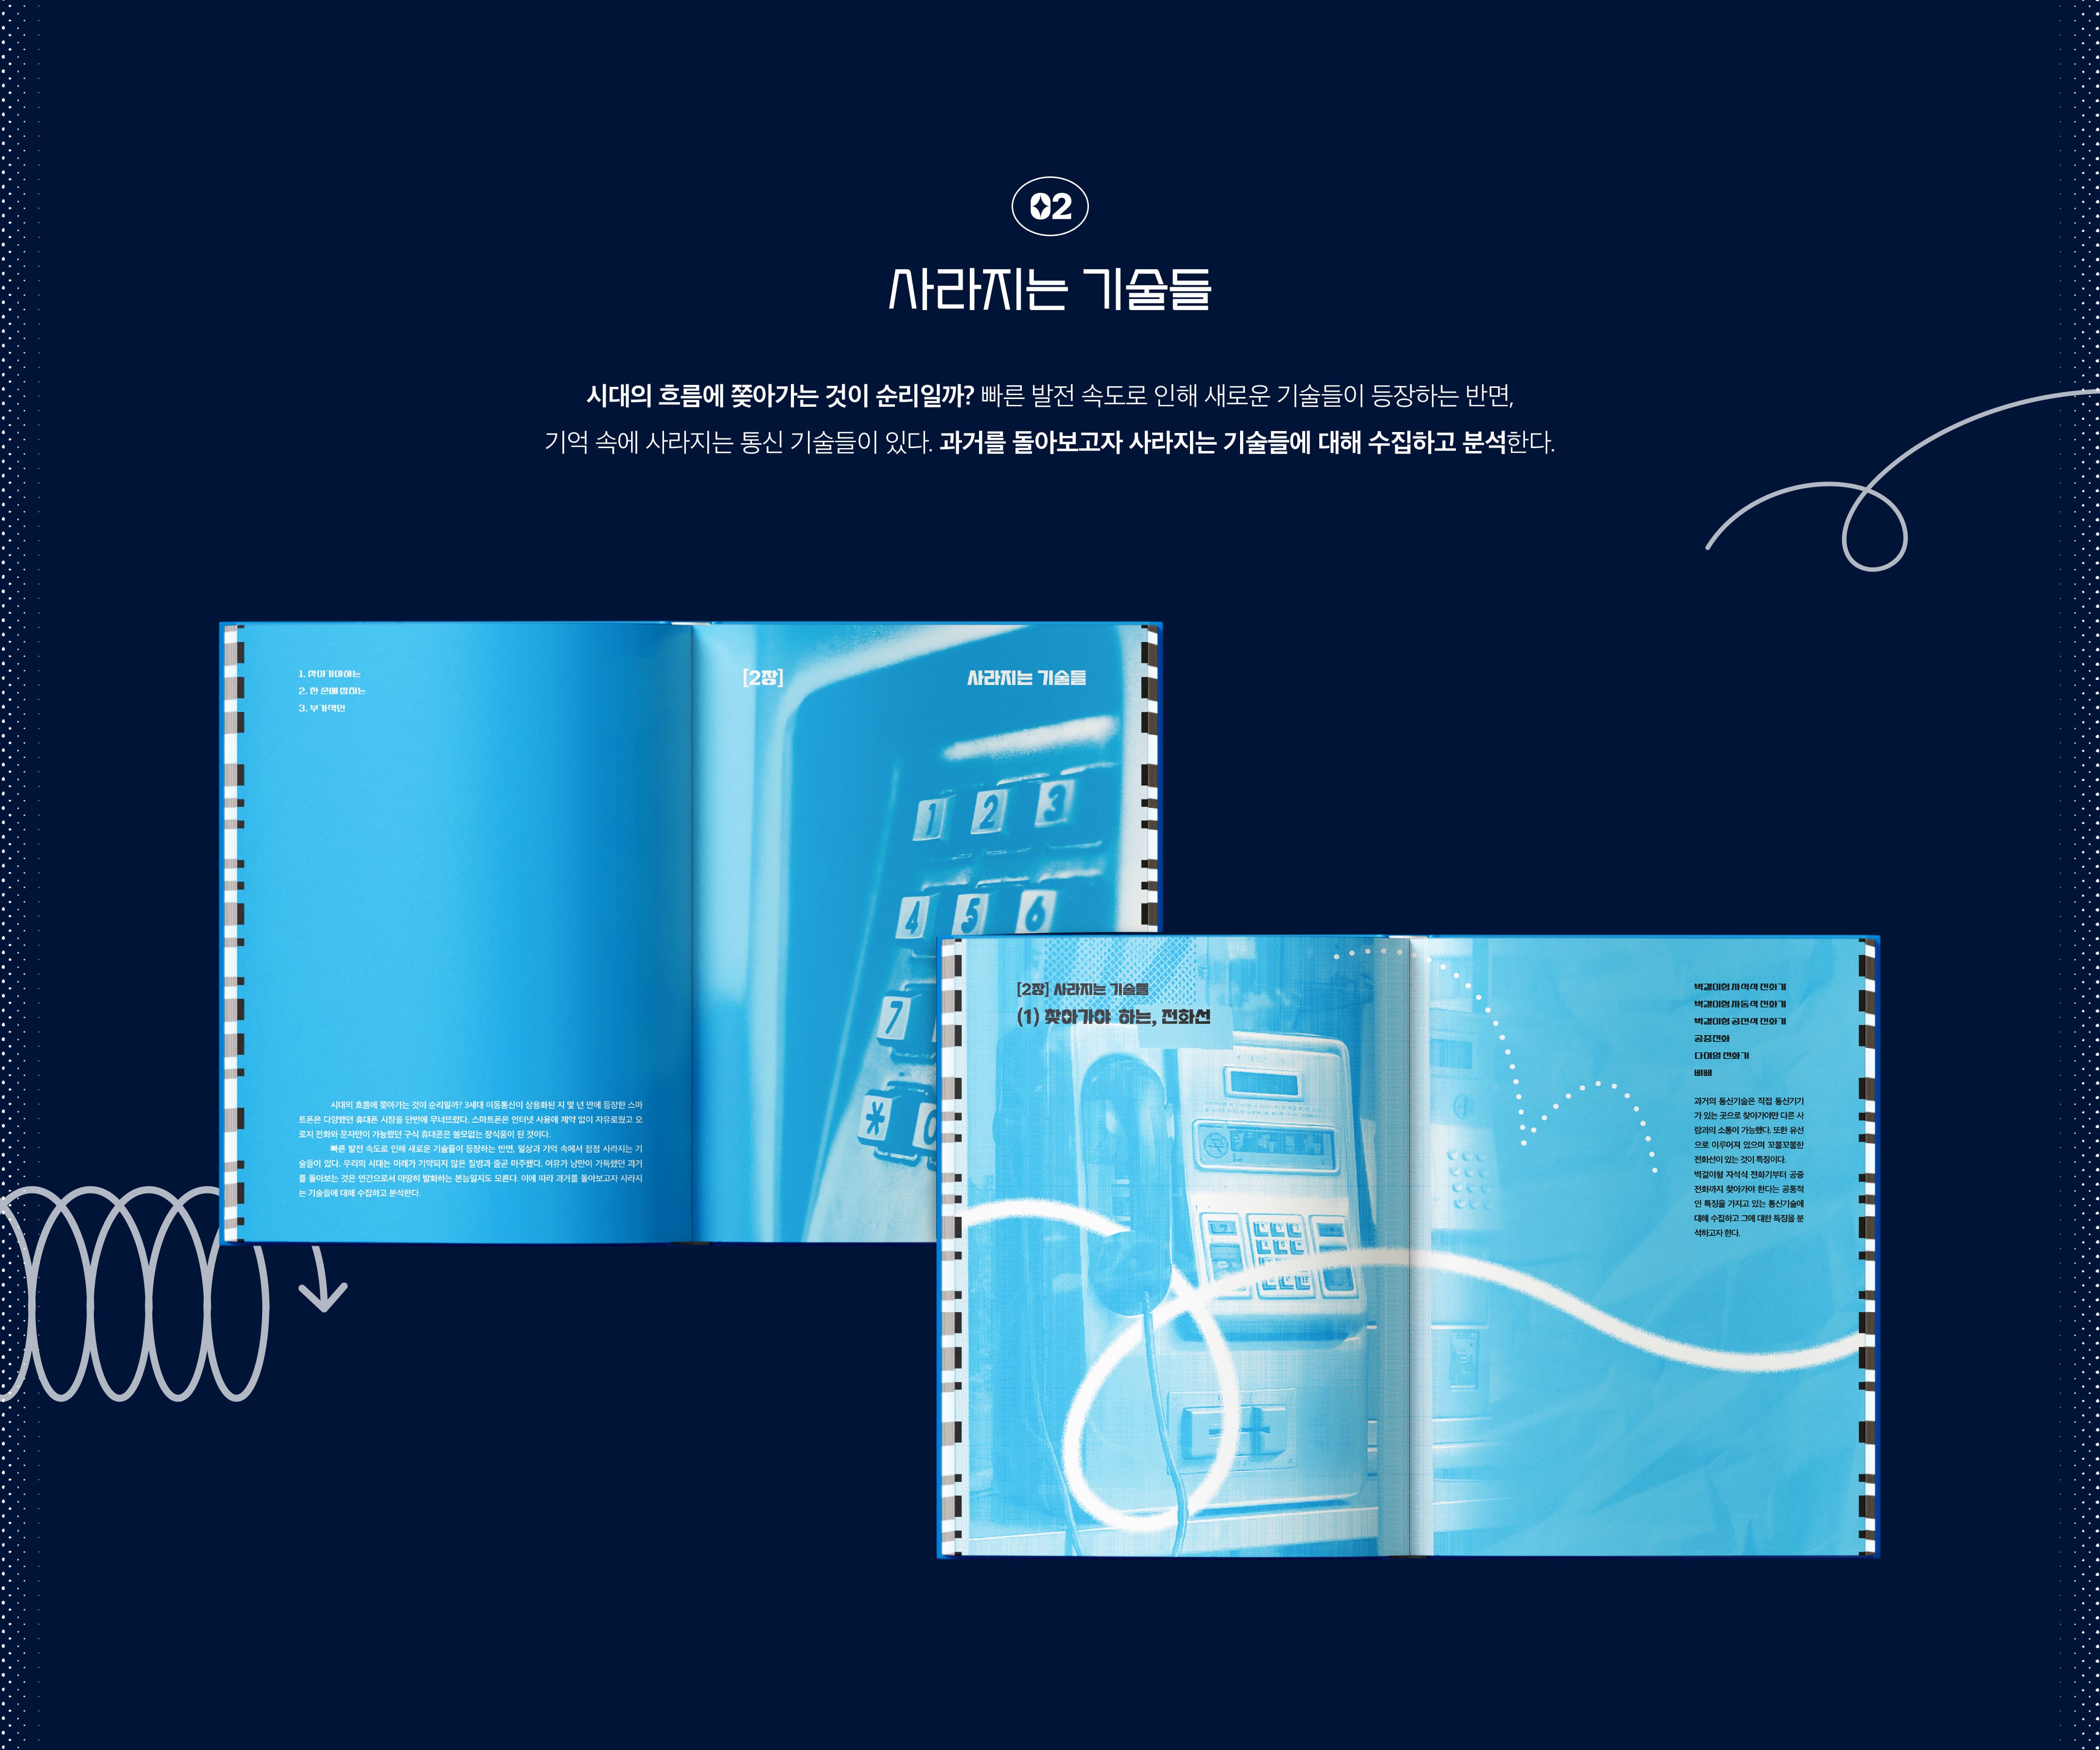 02
사라지는 기술들
시대의 흐름에 쫒아가는 것이 순리일까? 빠른 발전 속도로 인해 새로운 기술들이 등장하는 반면,
기억 속에 사라지는 통신 기술들이 있다. 과거를 돌아보고자 사라지는 기술들에 대해 수집하고 분석한다.
1. 찾아가야하는
2. 한 손에 잡히는
3. 부가적인
시대의 흐름에 쫓아가는 것이 순리일까? 3세대 이동통신이 상용화된 지 몇 년 만에 등장한 스마
트폰은 다양했던 휴대폰 시장을 단번에 무너뜨렸다. 스마트폰은 인터넷 사용에 제약 없이 자유로웠고 오
로지 전화와 문자만이 가능했던 구식 휴대폰은 쓸모없는 장식품이 된 것이다.
빠른 발전 속도로 인해 새로운 기술들이 등장하는 반면, 일상과 기억 속에서 점점 사라지는 기
술들이 있다. 우리의 시대는 미래가 기약되지 않은 질병과 줄곧 마주했다. 여유가 낭만이 가득했던 과거
를 돌아보는 것은 인간으로서 마땅히 발화하는 본능일지도 모른다. 이에 따라 과거를 돌아보고자 사라지
는 기술들에 대해 수집하고 분석한다.
[2장]
사라지는 기술들
1 2 3
4 5 6
7
* 0
[2장] 사라지는 기술들
(1) 찾아가야 하는, 전화선
벽걸이형 자석식 전화기
벽걸이형 자동식 전화기
벽걸이형 공전식 전화기
공중전화
다이얼 전화기
삐삐
과거의 통신기술은 직접 통신기기
가 있는 곳으로 찾아가야만 다른 사
람과의 소통이 가능했다. 또한 유선
으로 이루어져 있으며 꼬불꼬불한
전화선이 있는 것이 특징이다.
벽걸이형 자석식 전화기부터 공중
전화까지 찾아가야 한다는 공통적
인 특징을 가지고 있는 통신기술에
대해 수집하고 그에 대한 특징을 분
석하고자 한다.